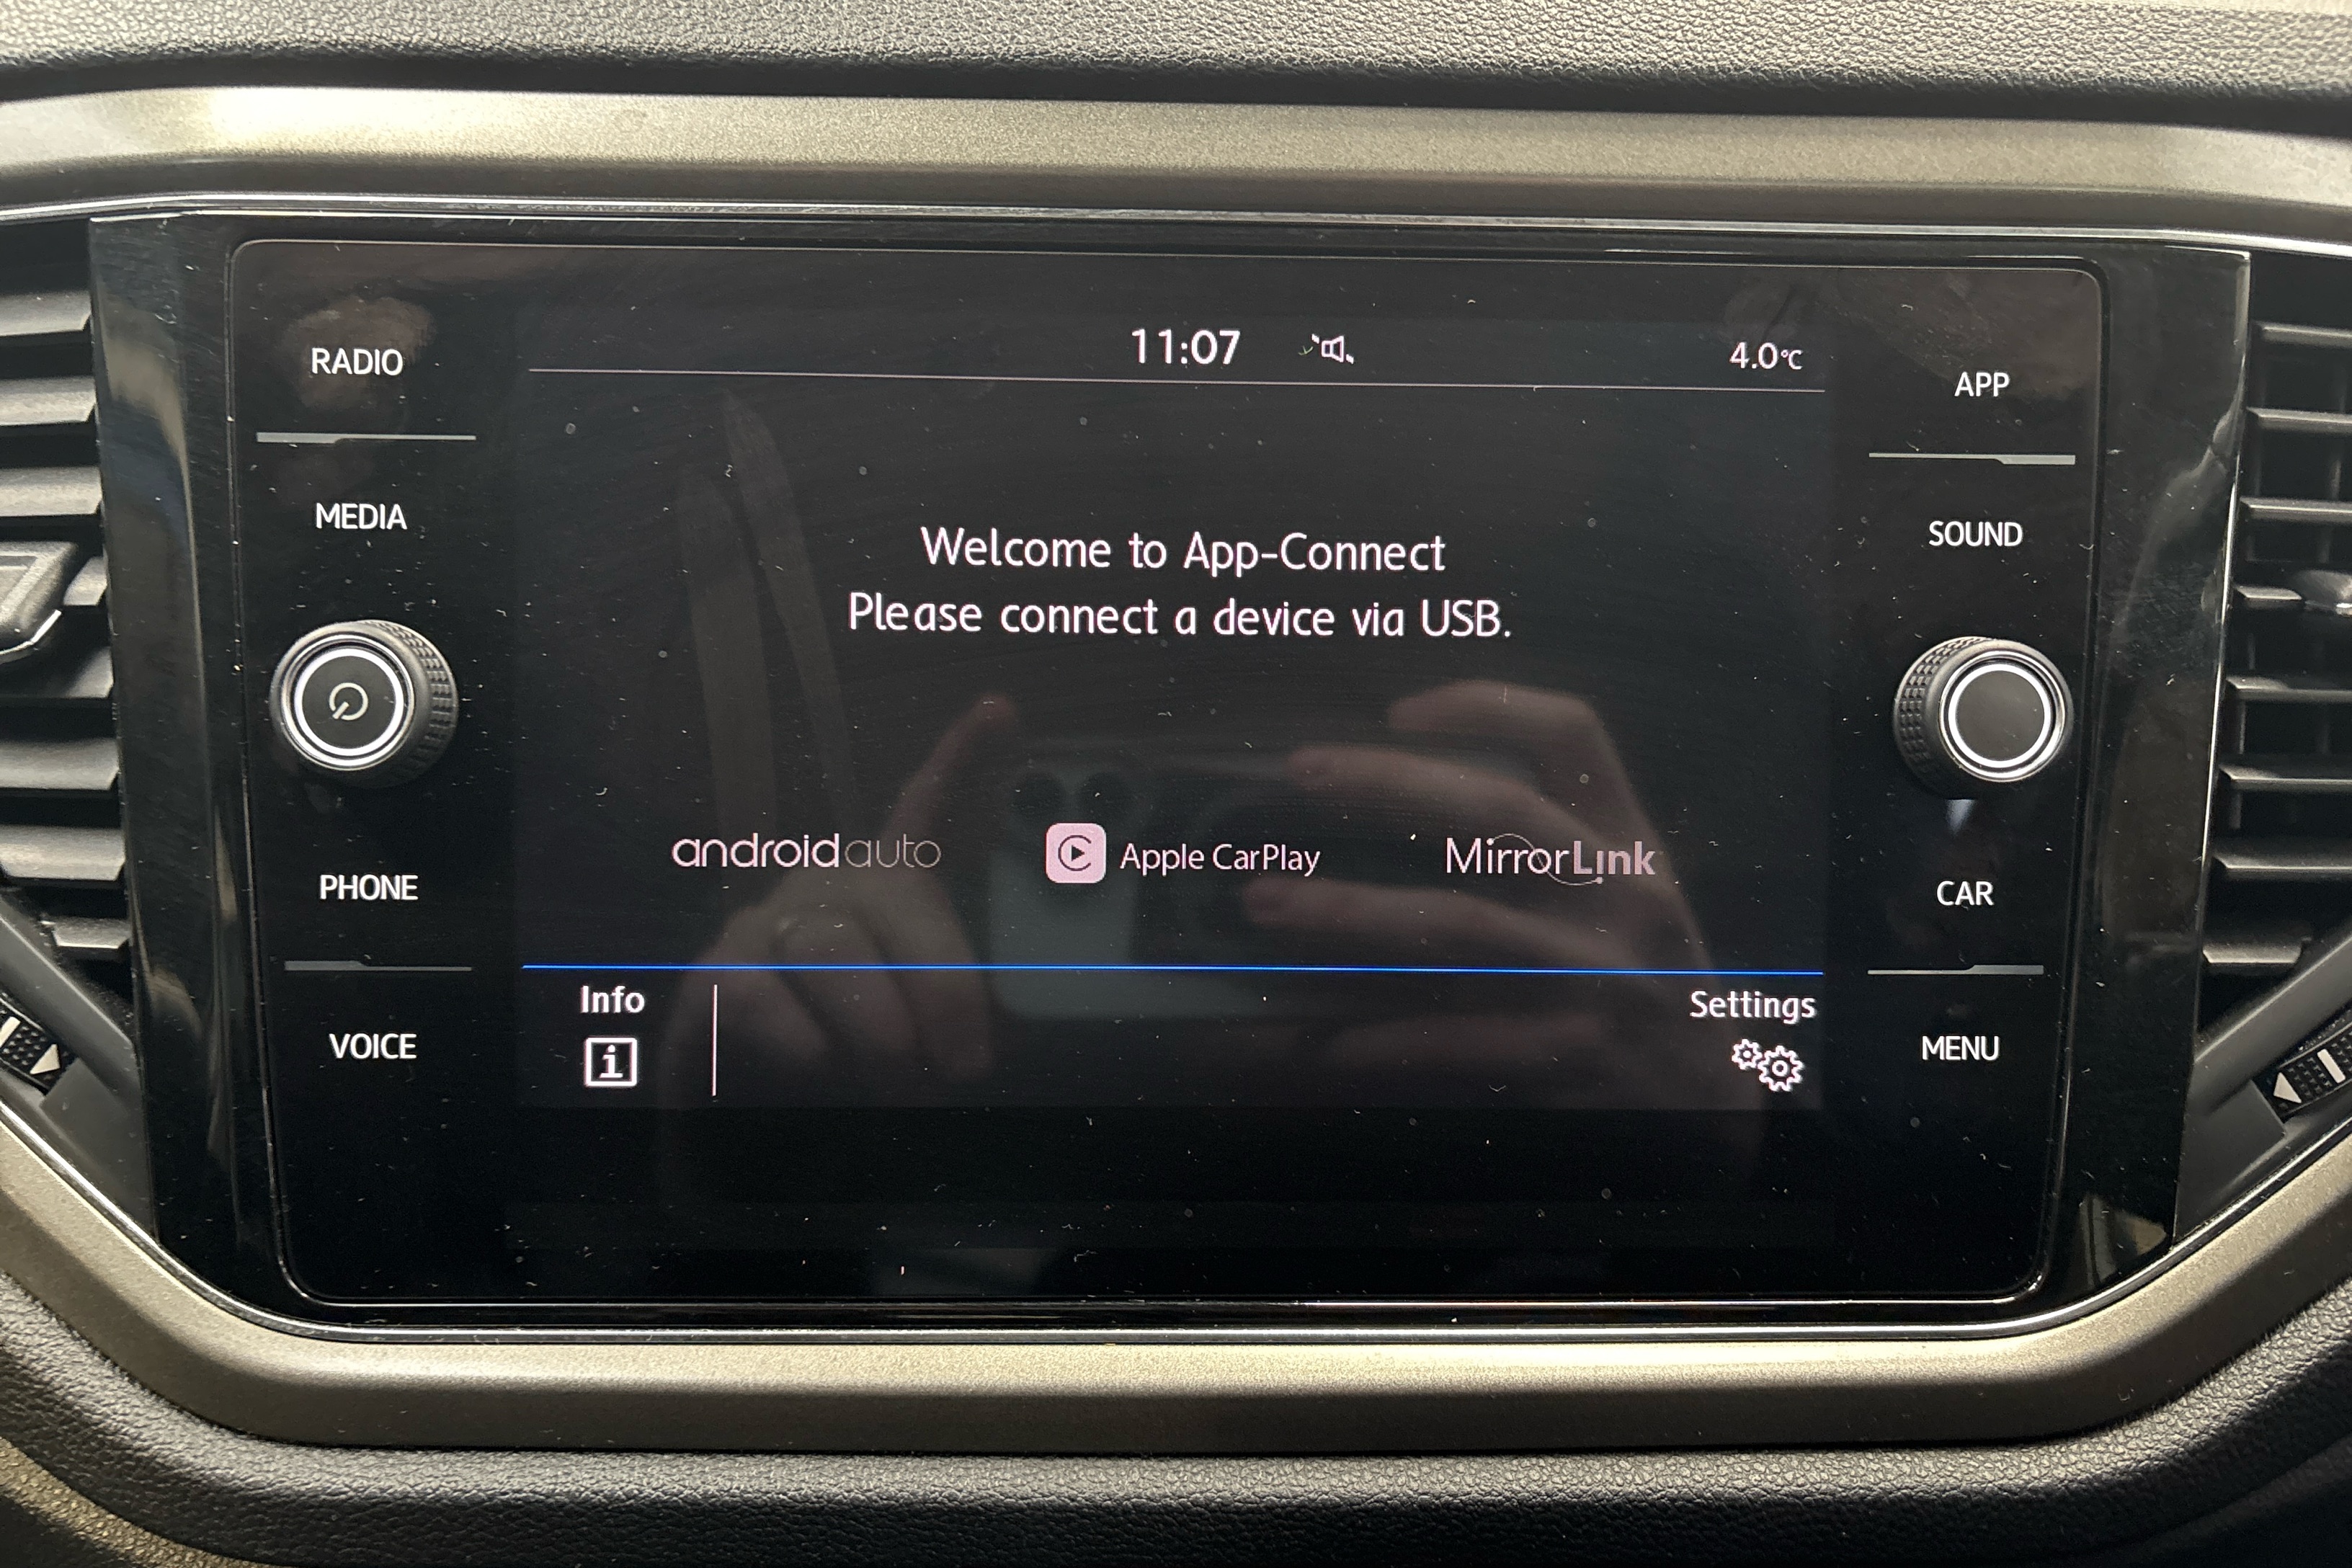 11:07
4.0°C
RADIO
APP
MEDIA
SOUND
Welcome to App-Connect
Please connect a device via USB.
androidauto
Apple CarPlay
MirrorLink
PHONE
CAR
Info
Settings
VOICE
MENU